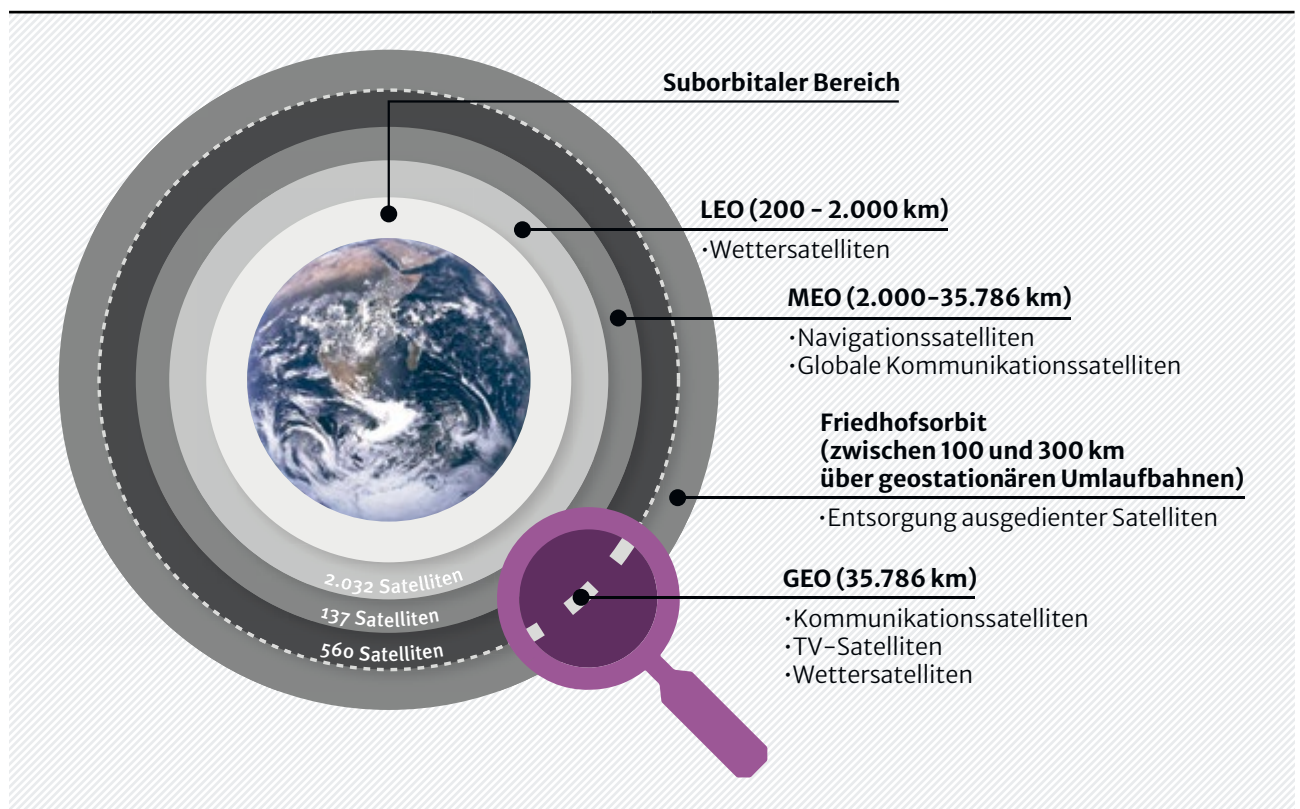 Suborbitaler Bereich
LEO (200 – 2.000 km)
·Wettersatelliten
MEO (2.000–35.786 km)
·Navigationssatelliten
·Globale Kommunikationssatelliten
Friedhofsorbit
(zwischen 100 und 300 km
über geostationären Umlaufbahnen)
·Entsorgung ausgedienter Satelliten
GEO (35.786 km)
·Kommunikationssatelliten
·TV-Satelliten
·Wettersatelliten
2.032 Satelliten
137 Satelliten
560 Satelliten